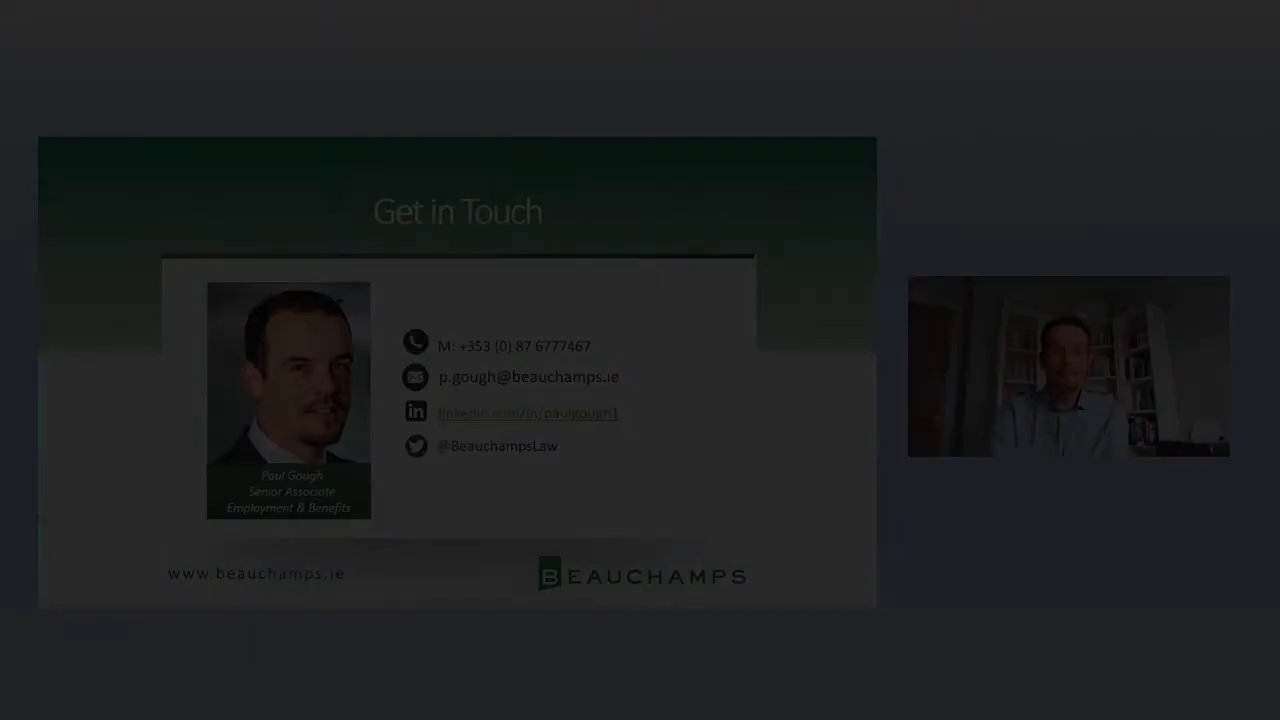 Get in Touch
M: +353 (0) 87 6777467
p.gough@beauchamps.ie
linkedin.com/in/paulgough1
@BeauchampsLaw
Paul Gough
Senior Associate
Employment & Benefits
www.beauchamps.ie
BEAUCHAMPS